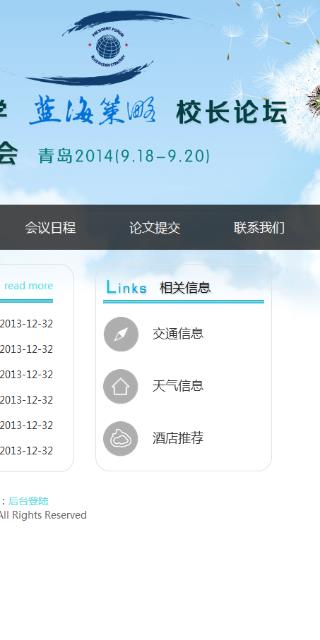 学 蓝海策略 校长论坛
会 青岛2014(9.18-9.20)
会议日程 论文提交 联系我们
read more
Links 相关信息
2013-12-32
2013-12-32
2013-12-32
2013-12-32
2013-12-32
2013-12-32
交通信息
天气信息
酒店推荐
：后台登陆
All Rights Reserved